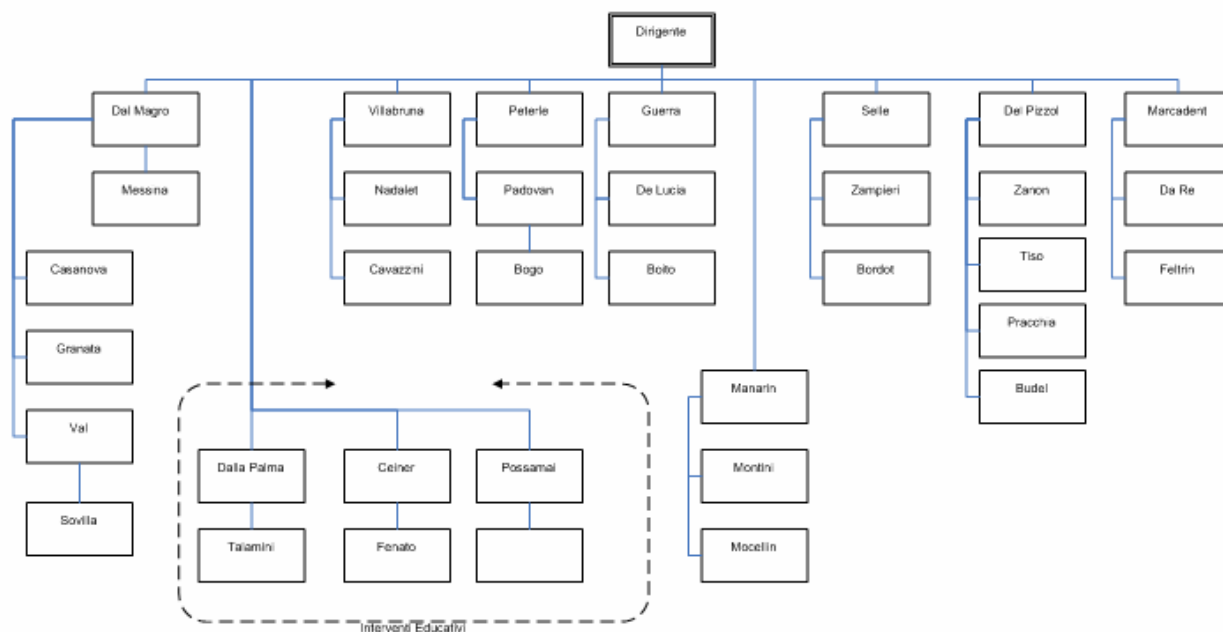 Dirigente
Dal Magro
Villabruna
Peterle
Guerra
Selle
Del Pizzol
Marcadent
Messina
Nadalet
Padovan
De Lucia
Zampieri
Zanon
Da Re
Casanova
Cavazzini
Bogo
Boito
Bordot
Tiso
Feltrin
Granata
Pracchia
Manarin
Budel
Val
Dalla Palma
Ceiner
Possamai
Montini
Sovilla
Talamini
Fenato
Mocellin
Interventi Educativi